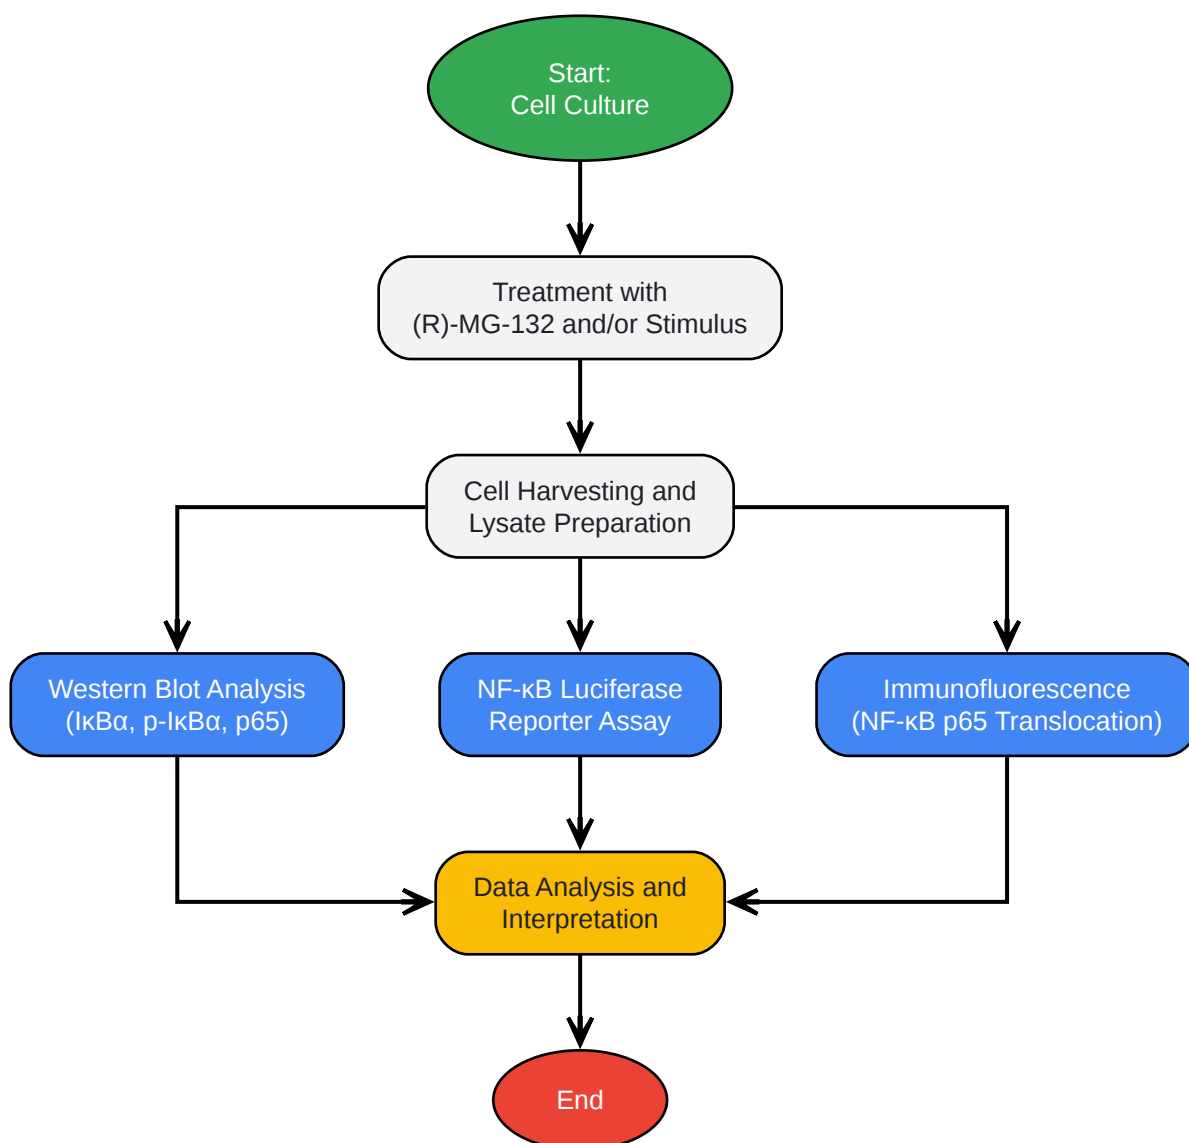 Start:
Cell Culture
Treatment with
(R)-MG-132 and/or Stimulus
Cell Harvesting and
Lysate Preparation
Western Blot Analysis
(IκBα, p-IκBα, p65)
NF-κB Luciferase
Reporter Assay
Immunofluorescence
(NF-κB p65 Translocation)
Data Analysis and
Interpretation
End